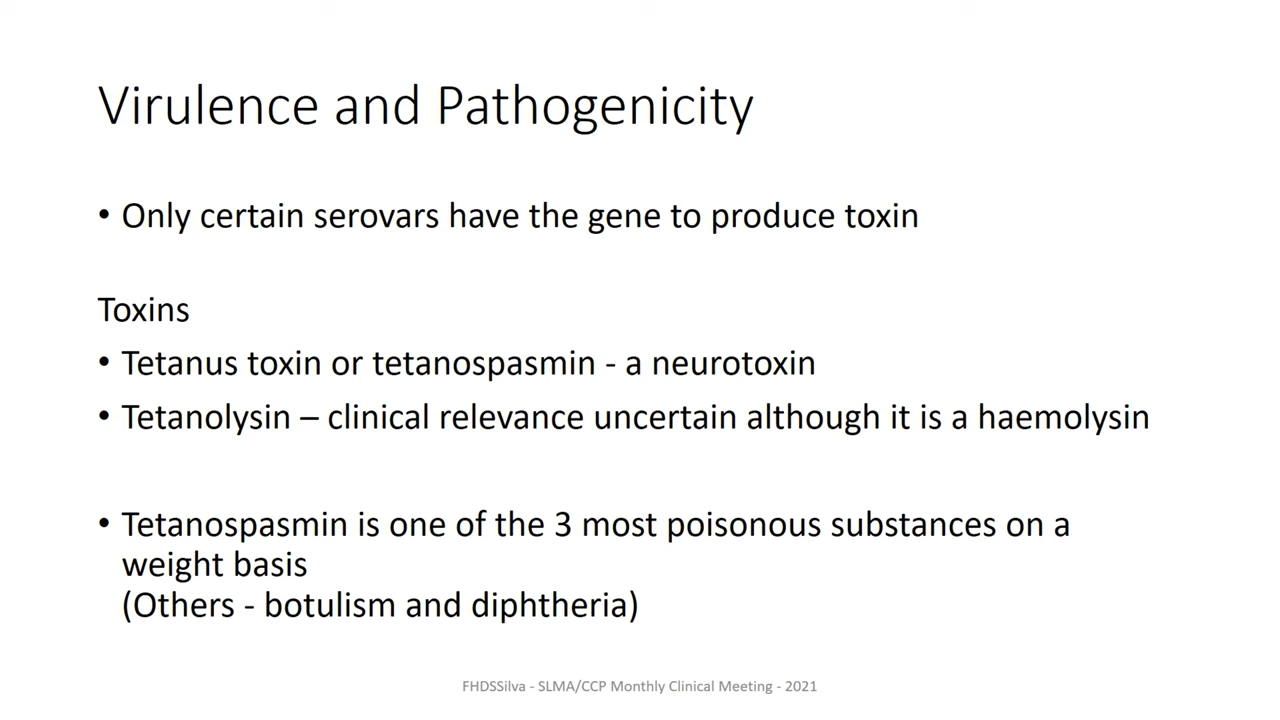 Virulence and Pathogenicity
• Only certain serovars have the gene to produce toxin
Toxins
• Tetanus toxin or tetanospasmin - a neurotoxin
• Tetanolysin – clinical relevance uncertain although it is a haemolysin
• Tetanospasmin is one of the 3 most poisonous substances on a
weight basis
(Others - botulism and diphtheria)
FHDSSilva - SLMA/CCP Monthly Clinical Meeting - 2021